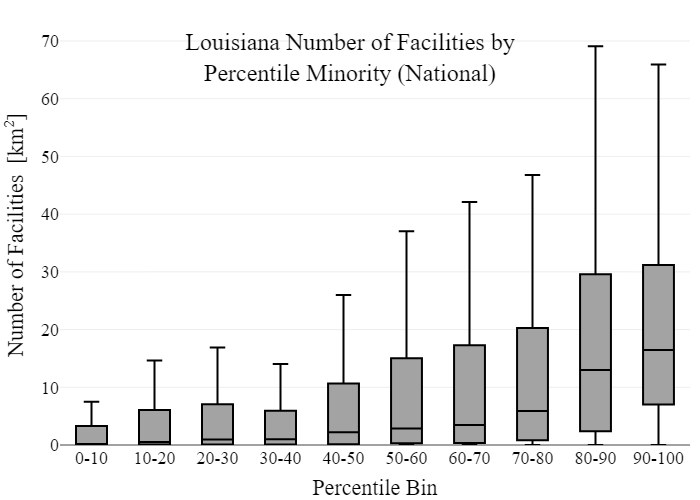 Louisiana Number of Facilities by
Percentile Minority (National)
Number of Facilities [km²]
70
60
50
40
30
20
10
0
0-10 10-20 20-30 30-40 40-50 50-60 60-70 70-80 80-90 90-100
Percentile Bin